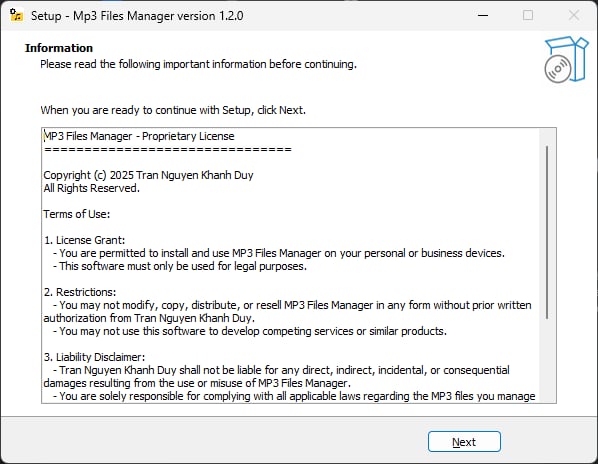 Setup - Mp3 Files Manager version 1.2.0
Information
Please read the following important information before continuing.
When you are ready to continue with Setup, click Next.
MP3 Files Manager - Proprietary License
===============================
Copyright (c) 2025 Tran Nguyen Khanh Duy
All Rights Reserved.
Terms of Use:
1. License Grant:
- You are permitted to install and use MP3 Files Manager on your personal or business devices.
- This software must only be used for legal purposes.
2. Restrictions:
- You may not modify, copy, distribute, or resell MP3 Files Manager in any form without prior written
authorization from Tran Nguyen Khanh Duy.
- You may not use this software to develop competing services or similar products.
3. Liability Disclaimer:
- Tran Nguyen Khanh Duy shall not be liable for any direct, indirect, incidental, or consequential
damages resulting from the use or misuse of MP3 Files Manager.
- You are solely responsible for complying with all applicable laws regarding the MP3 files you manage
Next